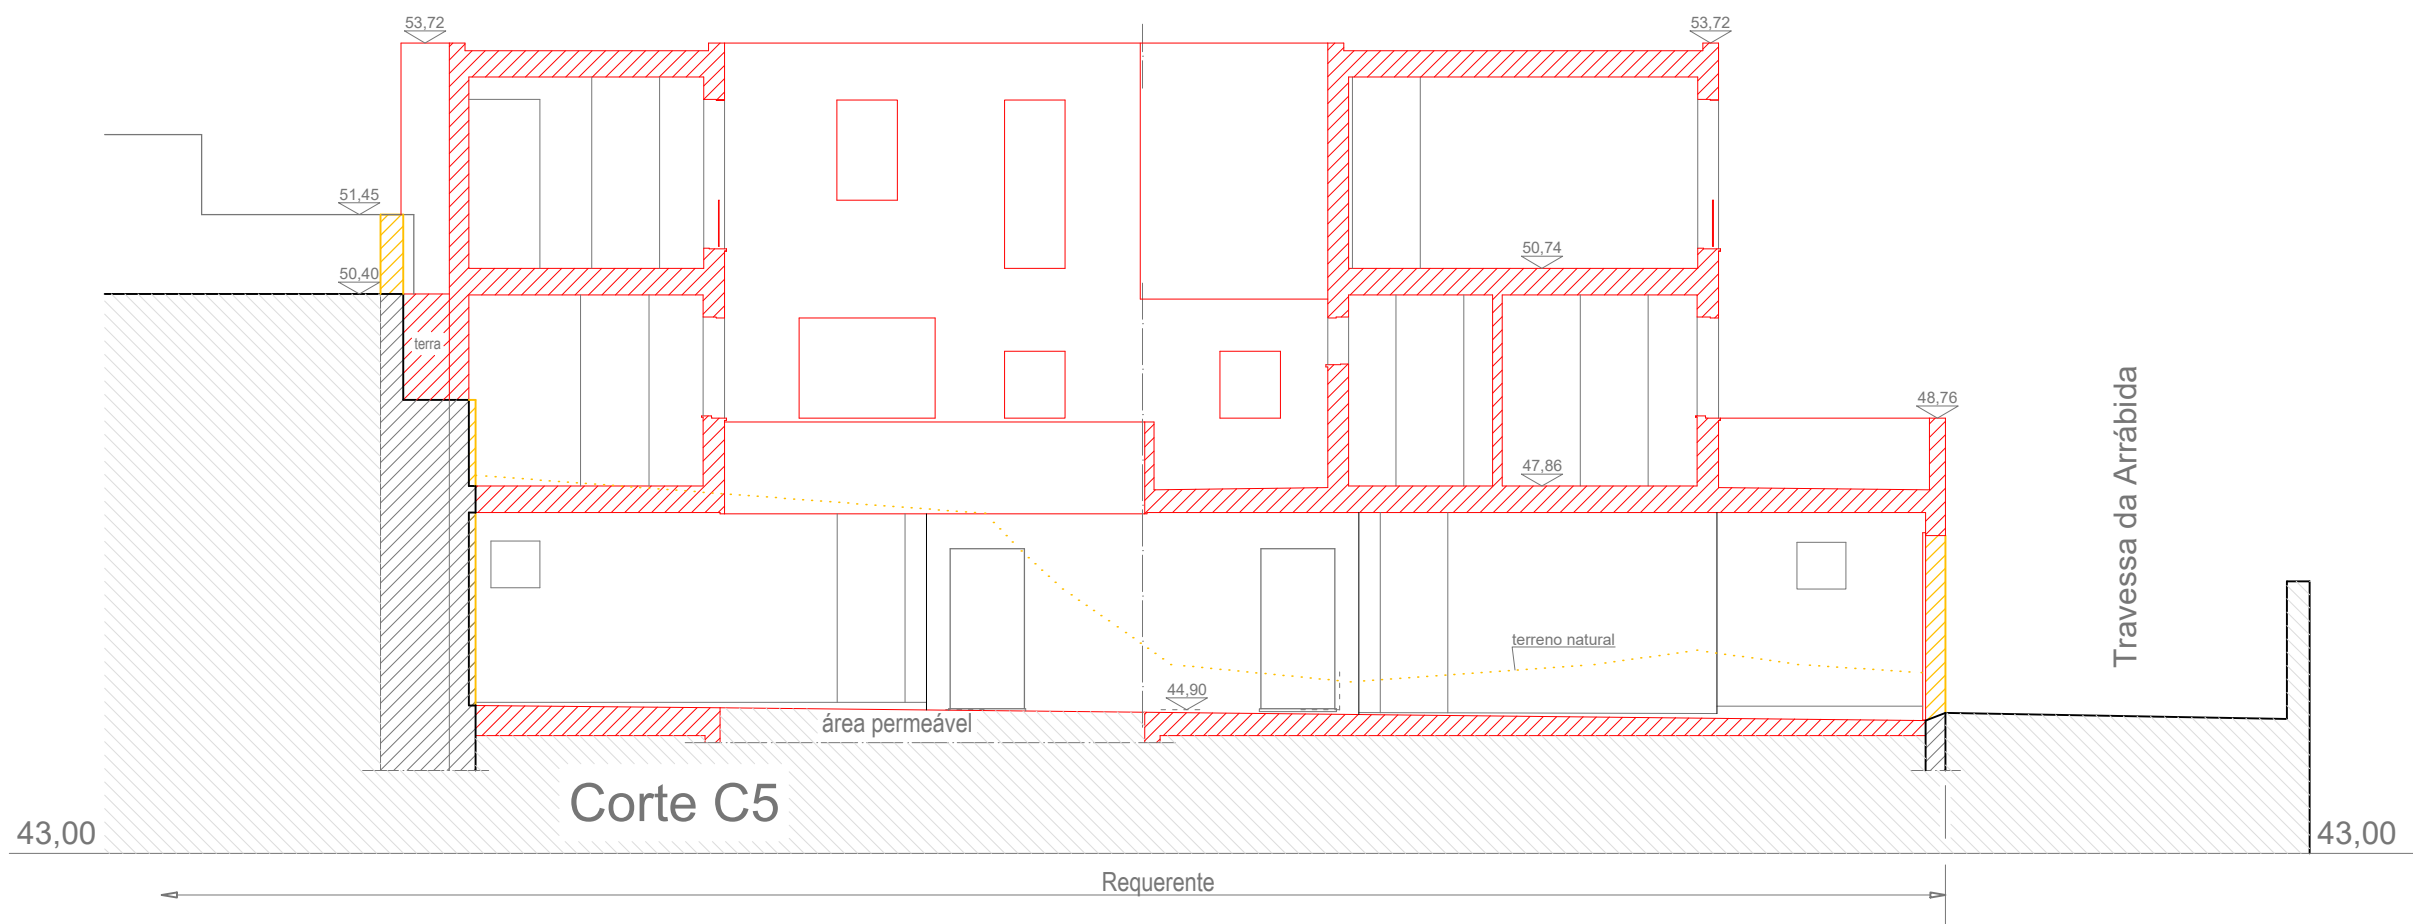 53,72
53,72
51,45
50,40
50,74
terra
48,76
47,86
Travessa da Arrábida
terreno natural
44,90
área permeável
Corte C5
43,00
43,00
Requerente